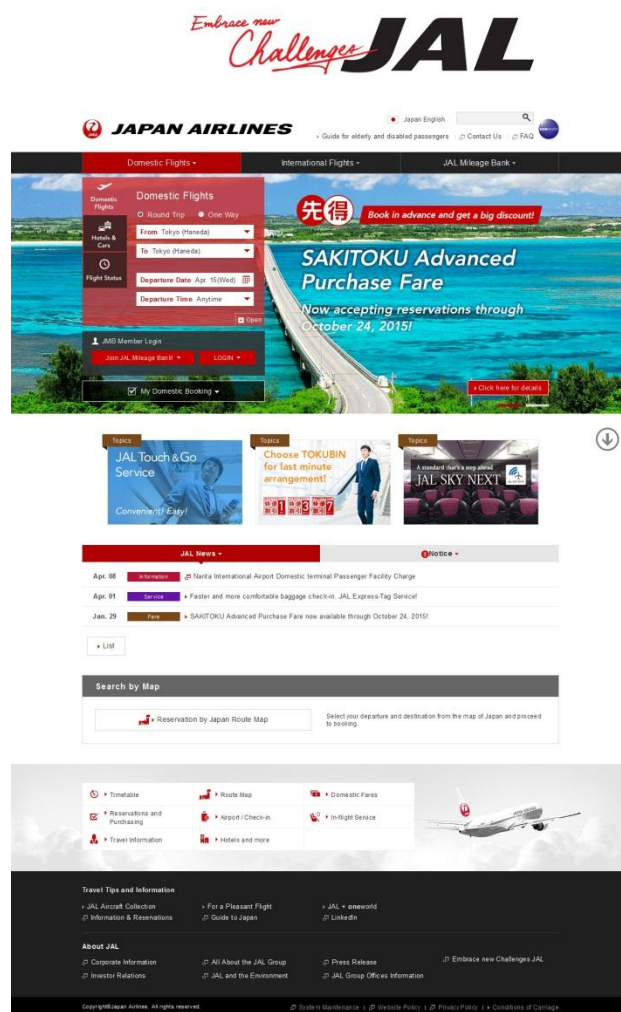 Embrace new
Challenges JAL
JAPAN AIRLINES
Japan English
Guide for elderly and disabled passengers
Contact Us
FAQ
Domestic Flights
International Flights
JAL Mileage Bank
Domestic Flights
Hotels & Cars
Flight Status
Domestic Flights
Round Trip One Way
From Tokyo (Haneda)
To Tokyo (Haneda)
Departure Date Apr. 15(Wed)
Departure Time Anytime
Open
JMB Member Login
Join JAL Mileage Bank!
LOGIN
My Domestic Booking
先得
Book in advance and get a big discount!
SAKITOKU Advanced
Purchase Fare
Now accepting reservations through
October 24, 2015!
Click here for details
Topics
JAL Touch & Go
Service
Convenient! Easy!
Topics
Choose TOKUBIN
for last minute
arrangement!
1 3 7
Topics
A standard that's a step ahead
JAL SKY NEXT
JAL News
Notice
Apr. 08 Information Narita International Airport Domestic terminal Passenger Facility Charge
Apr. 01 Service Faster and more comfortable baggage check-in. JAL Express-Tag Service!
Jan. 29 Fare SAKITOKU Advanced Purchase Fare now available through October 24, 2015!
List
Search by Map
Reservation by Japan Route Map
Select your departure and destination from the map of Japan and proceed
to booking.
Timetable
Route Map
Domestic Fares
Reservations and
Purchasing
Airport / Check-in
In-flight Service
Travel Information
Hotels and more
Travel Tips and Information
JAL Aircraft Collection
For a Pleasant Flight
JAL + oneworld
Information & Reservations
Guide to Japan
LinkedIn
About JAL
Corporate Information
All About the JAL Group
Press Release
Embrace new Challenges JAL
Investor Relations
JAL and the Environment
JAL Group Offices Information
Copyright©Japan Airlines. All rights reserved.
System Maintenance | Website Policy | Privacy Policy | Conditions of Carriage